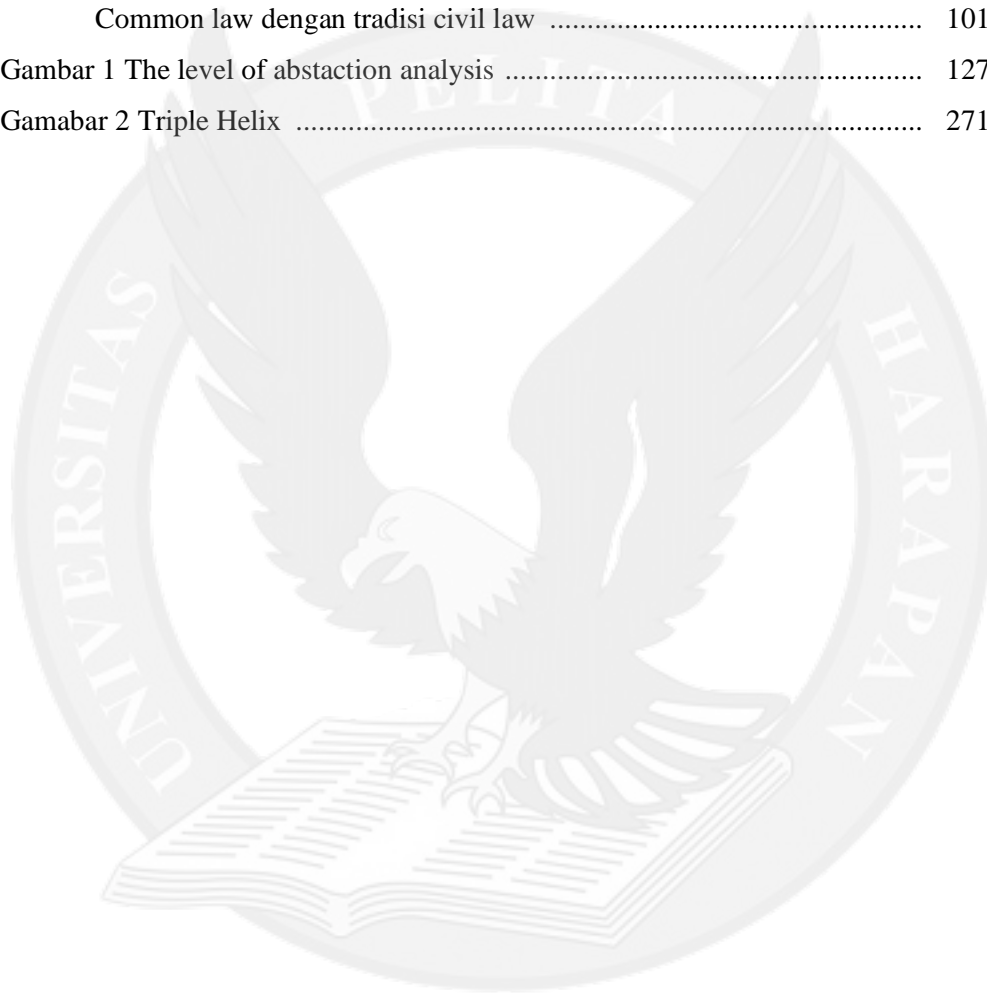 Common law dengan tradisi civil law ........................................................................ 101
Gambar 1 The level of abstaction analysis ................................................................................ 127
Gamabar 2 Triple Helix ........................................................................................................................ 271
UNIVERSITAS PELITA HARAPAN